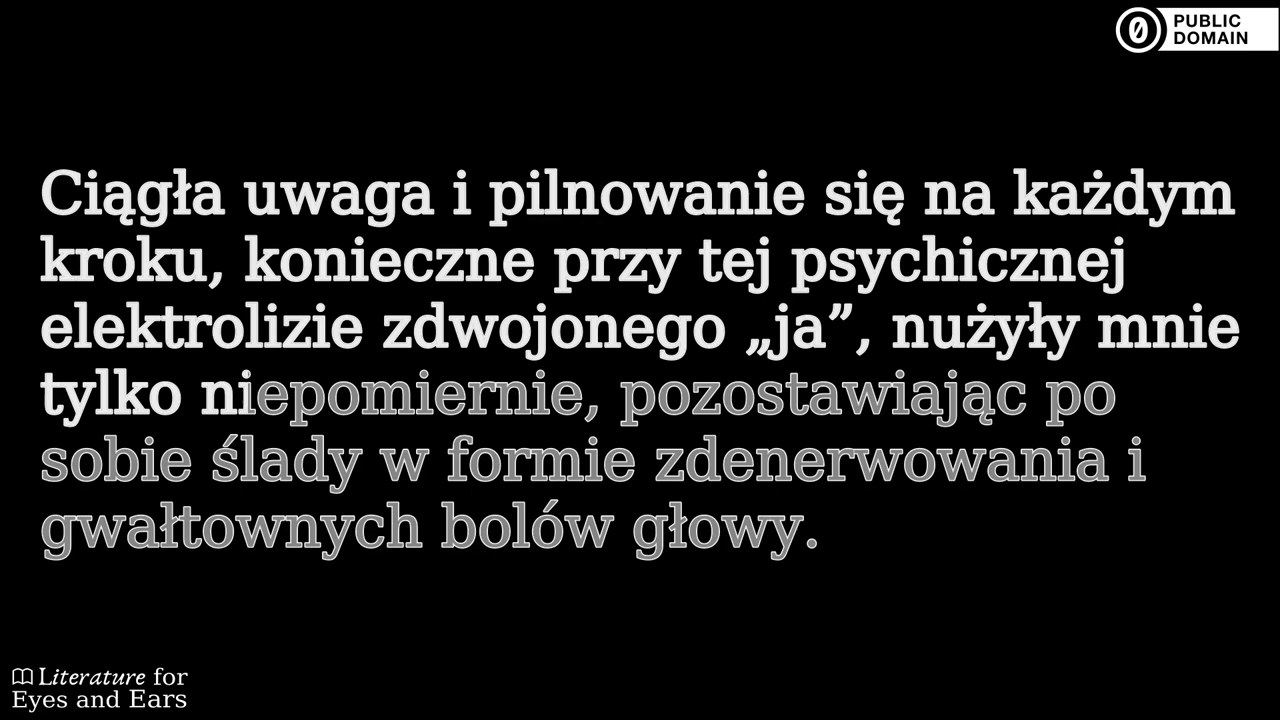 PUBLIC
DOMAIN
Ciągła uwaga i pilnowanie się na każdym
kroku, konieczne przy tej psychicznej
elektrolizie zdwojonego „ja”, nużyły mnie
tylko niepomiernie, pozostawiając po
sobie ślady w formie zdenerwowania i
gwałtownych bolów głowy.
Literature for
Eyes and Ears